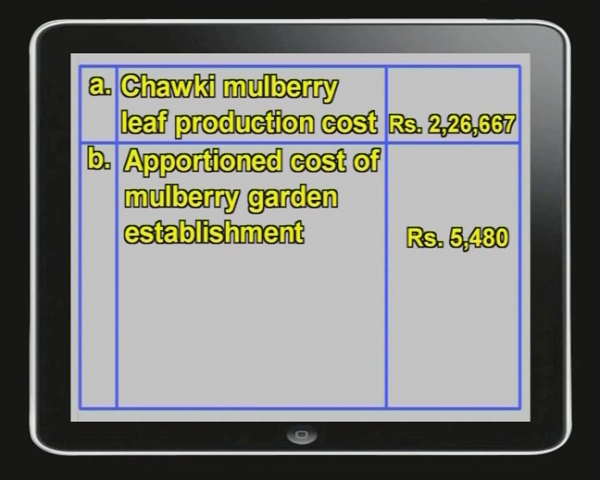 a. Chawki mulberry
leaf production cost Rs. 2,26,667
b. Apportioned cost of
mulberry garden
establishment Rs. 5,480